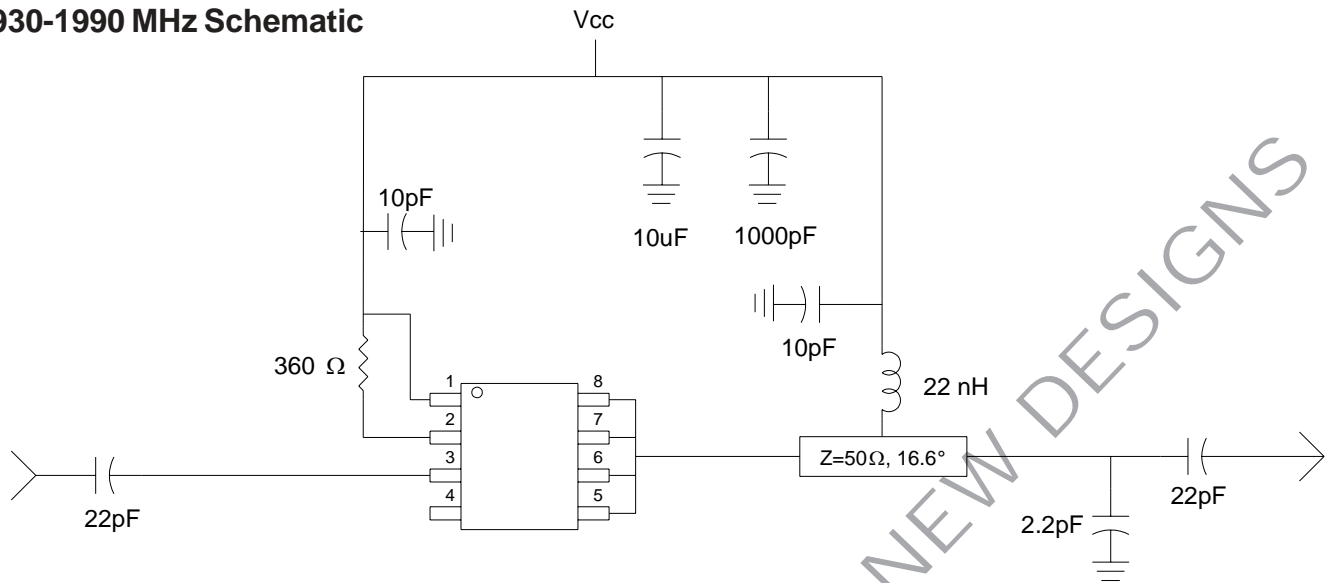 930-1990 MHz Schematic
Vcc
10pF
10uF
1000pF
10pF
360 Ω
22 nH
1
2
3
4
8
7
6
5
Z=50Ω, 16.6°
22pF
22pF
2.2pF
NEW DESIGNS